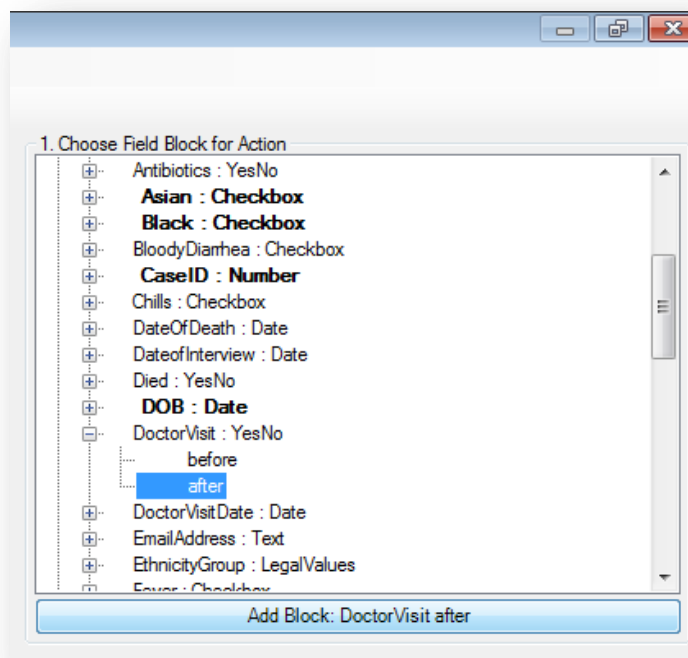 1. Choose Field Block for Action
Antibiotics : YesNo
Asian : Checkbox
Black : Checkbox
BloodyDiarrhea : Checkbox
CaseID : Number
Chills : Checkbox
DateOfDeath : Date
DateofInterview : Date
Died : YesNo
DOB : Date
DoctorVisit : YesNo
before
after
DoctorVisitDate : Date
EmailAddress : Text
EthnicityGroup : LegalValues
Fever : Checkbox
Add Block: DoctorVisit after